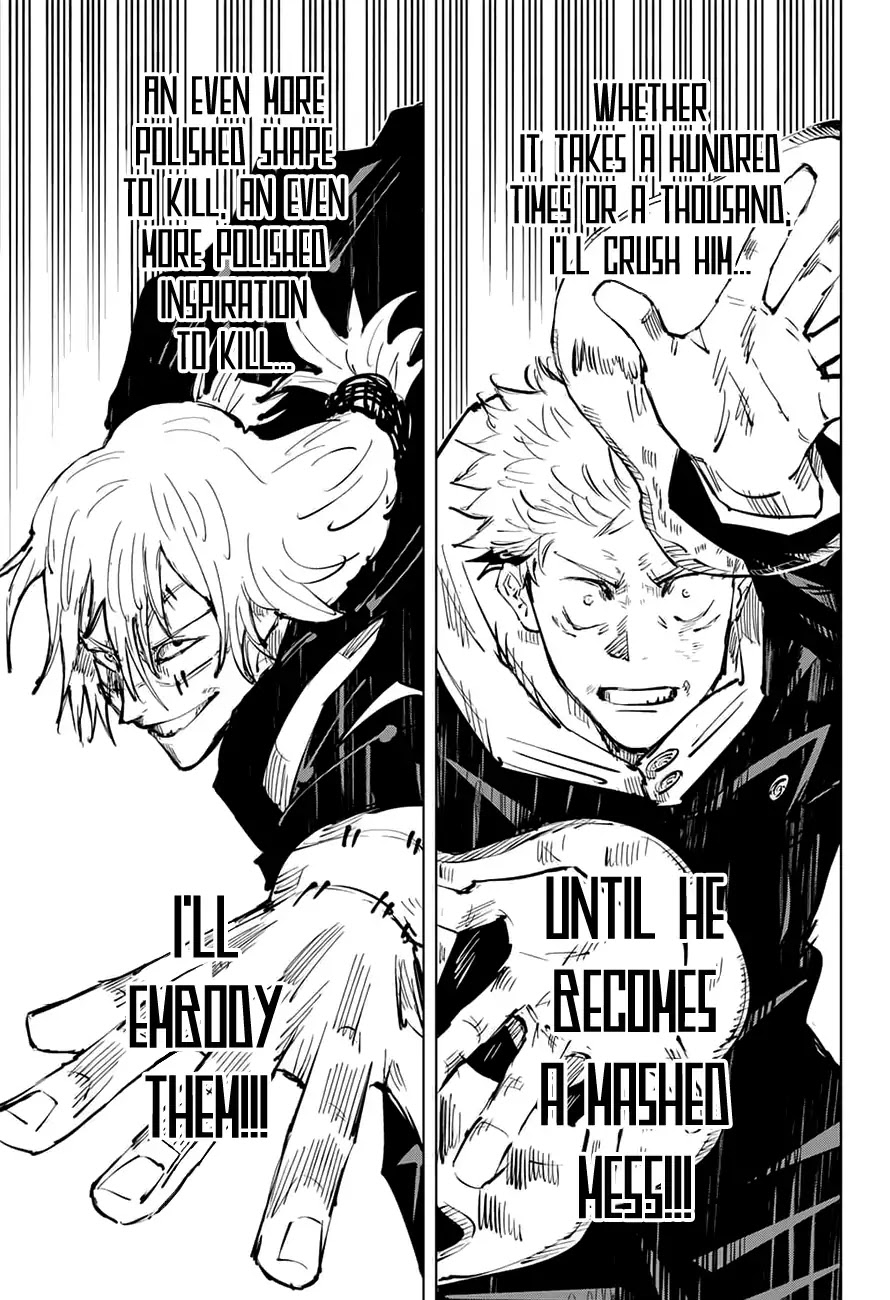 WHETHER
IT TAKES A HUNDRED
TIMES OR A THOUSAND,
I'LL CRUSH HIM...
UNTIL HE
BECOMES
A MASHED
MESS!!!
AN EVEN MORE
POLISHED SHAPE
TO KILL, AN EVEN
MORE POLISHED
INSPIRATION
TO KILL...
I'LL
EMBODY
THEM!!!